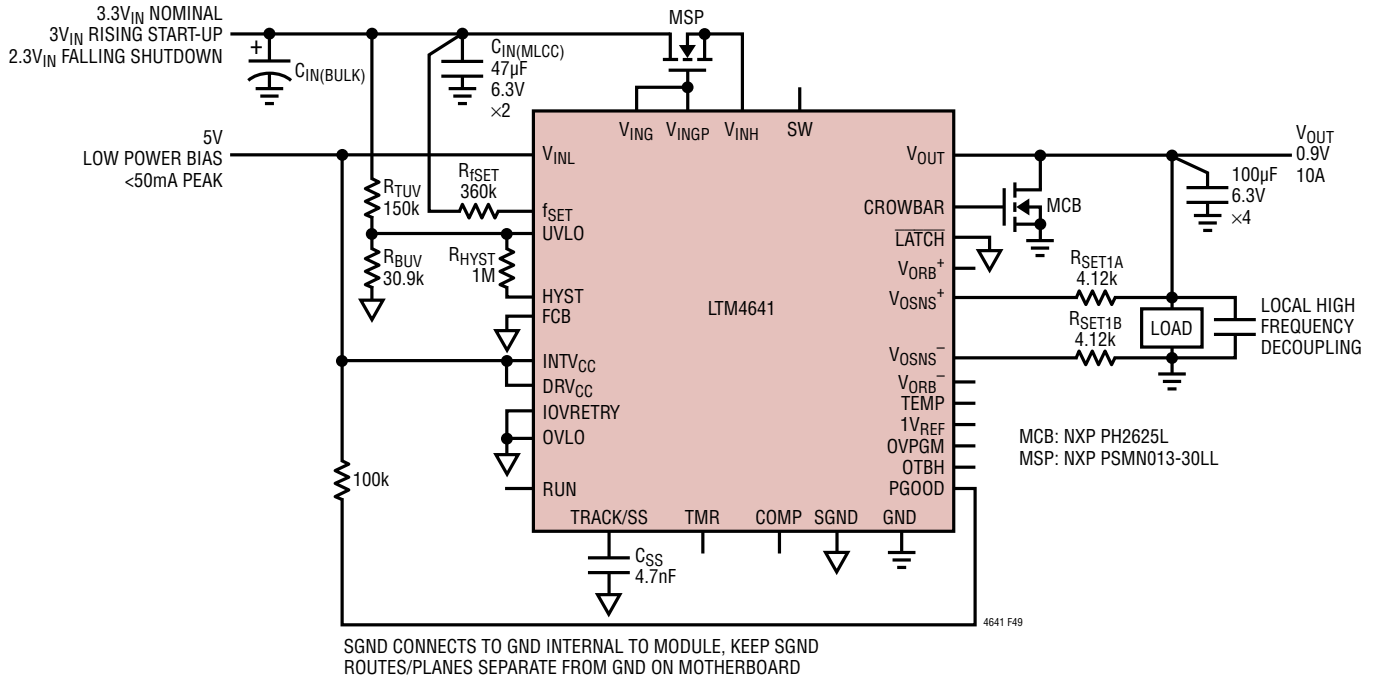 3.3VIN NOMINAL
3VIN RISING START-UP
2.3VIN FALLING SHUTDOWN
+
CIN(BULK)
CIN(MLCC)
47µF
6.3V
×2
MSP
5V
LOW POWER BIAS
<50mA PEAK
RTUV
150k
RfSET
360k
RBUV
30.9k
RHYST
1M
100k
VING
VINGP
VINH
SW
VINL
fSET
UVLO
HYST
FCB
INTVCC
DRVCC
IOVRETRY
OVLO
RUN
TRACK/SS
TMR
COMP
SGND
GND
LTM4641
VOUT
CROWBAR
LATCH
VORB+
VOSNS+
VOSNS−
VORB−
TEMP
1VREF
OVPGM
OTBH
PGOOD
CSS
4.7nF
MCB
VOUT
0.9V
10A
100µF
6.3V
×4
RSET1A
4.12k
RSET1B
4.12k
LOAD
LOCAL HIGH
FREQUENCY
DECOUPLING
MCB: NXP PH2625L
MSP: NXP PSMN013-30LL
4641 F49
SGND CONNECTS TO GND INTERNAL TO MODULE, KEEP SGND
ROUTES/PLANES SEPARATE FROM GND ON MOTHERBOARD